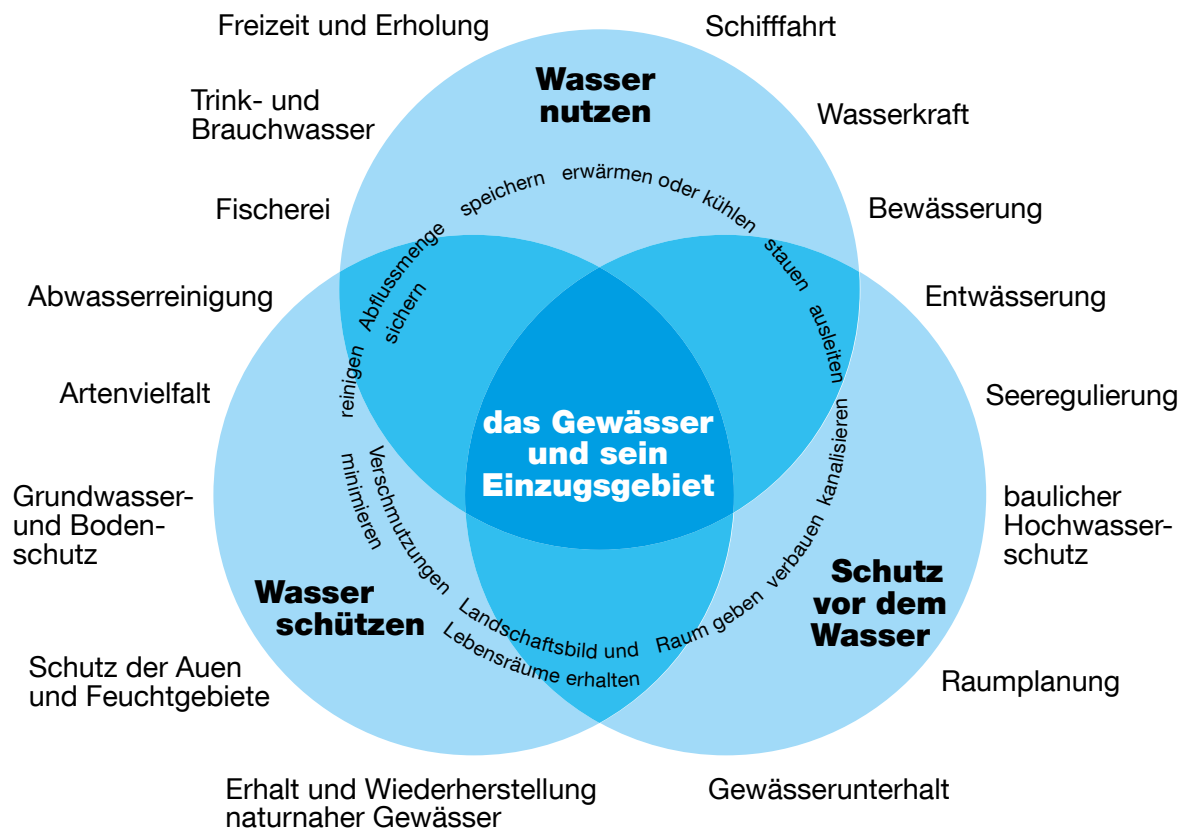 Freizeit und Erholung
Schifffahrt
Wasser
nutzen
Trink- und
Brauchwasser
Wasserkraft
Fischerei
Bewässerung
Abwasserreinigung
Entwässerung
Artenvielfalt
Seeregulierung
Grundwasser-
und Boden-
schutz
baulicher
Hochwasser-
schutz
Schutz der Auen
und Feuchtgebiete
Raumplanung
Erhalt und Wiederherstellung
naturnaher Gewässer
Gewässerunterhalt
reinigen
Abflussmenge
sichern
speichern
erwärmen oder kühlen
stauen
ausleiten
kanalisieren
verbauen
Raum geben
Landschaftsbild und
Lebensräume erhalten
Verschmutzungen
minimieren
das Gewässer
und sein
Einzugsgebiet
Wasser
schützen
Schutz
vor dem
Wasser